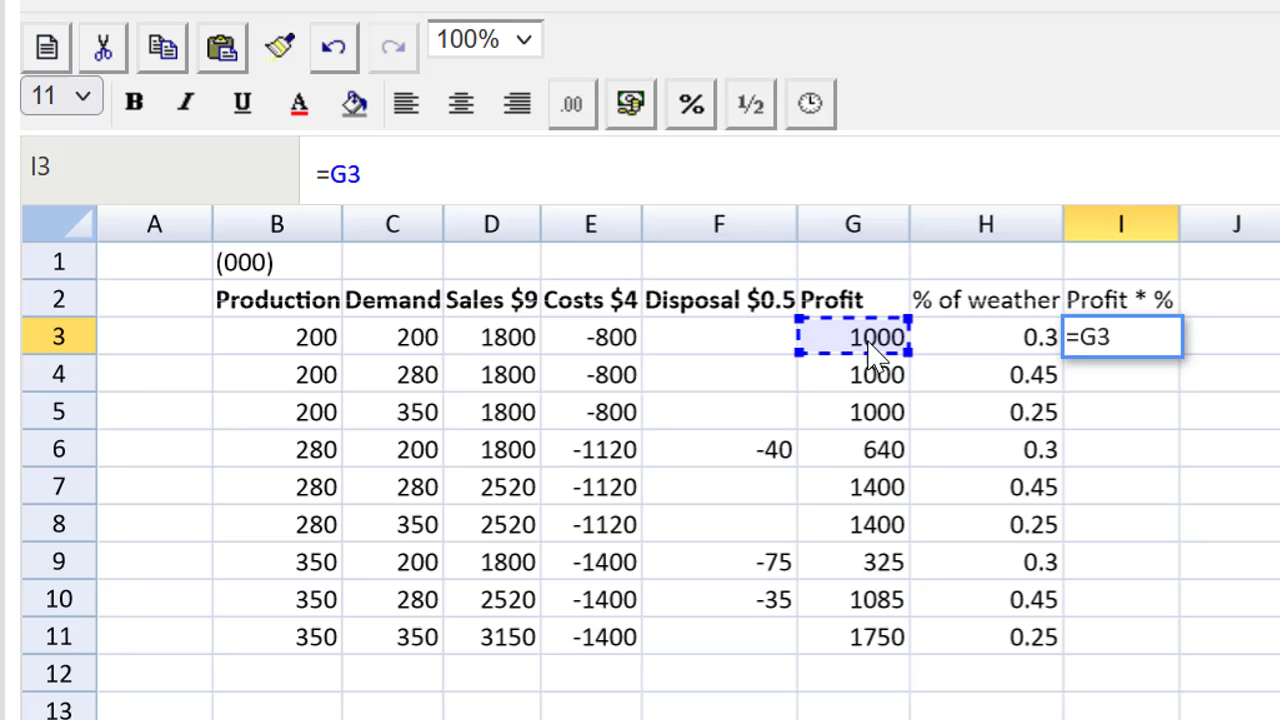 100%
11 B I U A .00 % 1/2
I3 =G3
A B C D E F G H I J
1 (000)
2 Production Demand Sales $9 Costs $4 Disposal $0.5 Profit % of weather Profit * %
3 200 200 1800 -800 1000 0.3 =G3
4 200 280 1800 -800 1000 0.45
5 200 350 1800 -800 1000 0.25
6 280 200 1800 -1120 -40 640 0.3
7 280 280 2520 -1120 1400 0.45
8 280 350 2520 -1120 1400 0.25
9 350 200 1800 -1400 -75 325 0.3
10 350 280 2520 -1400 -35 1085 0.45
11 350 350 3150 -1400 1750 0.25
12
13